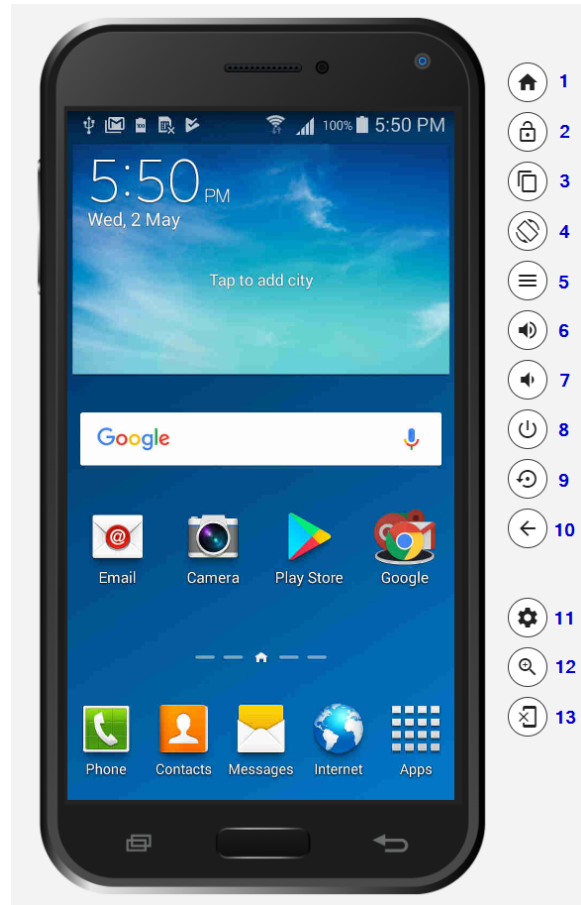 100% 5:50 PM
5:50 PM
Wed, 2 May
Tap to add city
Google
Email Camera Play Store Google
Phone Contacts Messages Internet Apps
1
2
3
4
5
6
7
8
9
10
11
12
13